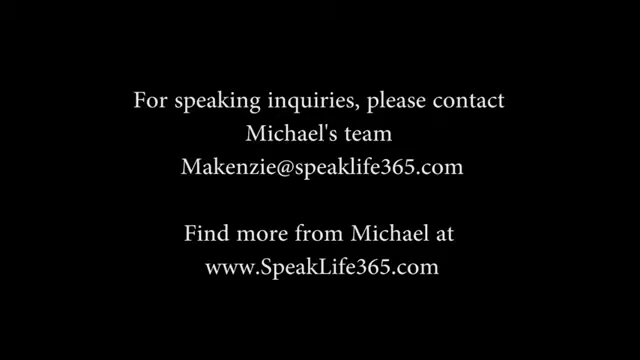 For speaking inquiries, please contact
Michael's team
Makenzie@speaklife365.com
Find more from Michael at
www.SpeakLife365.com